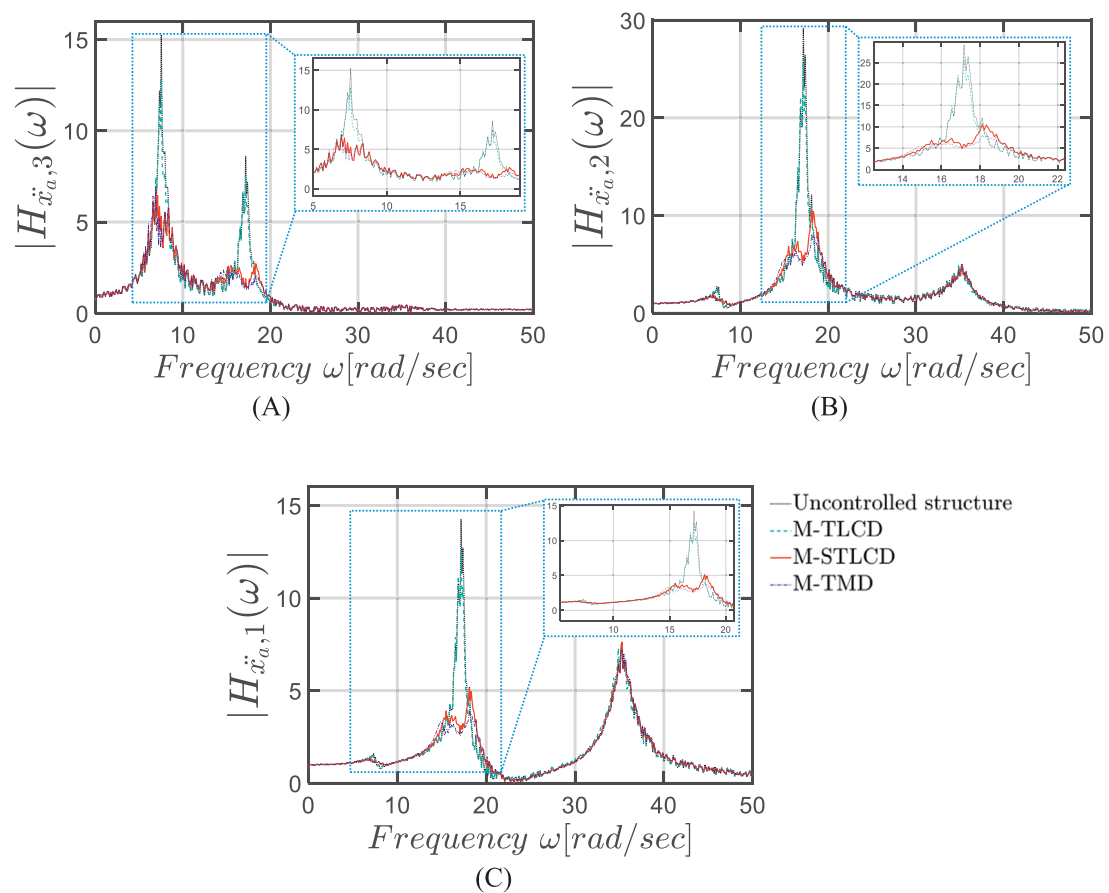 |H_{ẍ_a,3}(ω)|
15
10
5
0
0 10 20 30 40 50
15
10
5
0
5 10 15
Frequency ω[rad/sec]
(A)
|H_{ẍ_a,2}(ω)|
30
20
10
0
0 10 20 30 40 50
25
20
15
10
5
0
14 16 18 20 22
Frequency ω[rad/sec]
(B)
|H_{ẍ_a,1}(ω)|
15
10
5
0
0 10 20 30 40 50
15
10
5
0
10 15 20
Frequency ω[rad/sec]
(C)
Uncontrolled structure
M-TLCD
M-STLCD
M-TMD